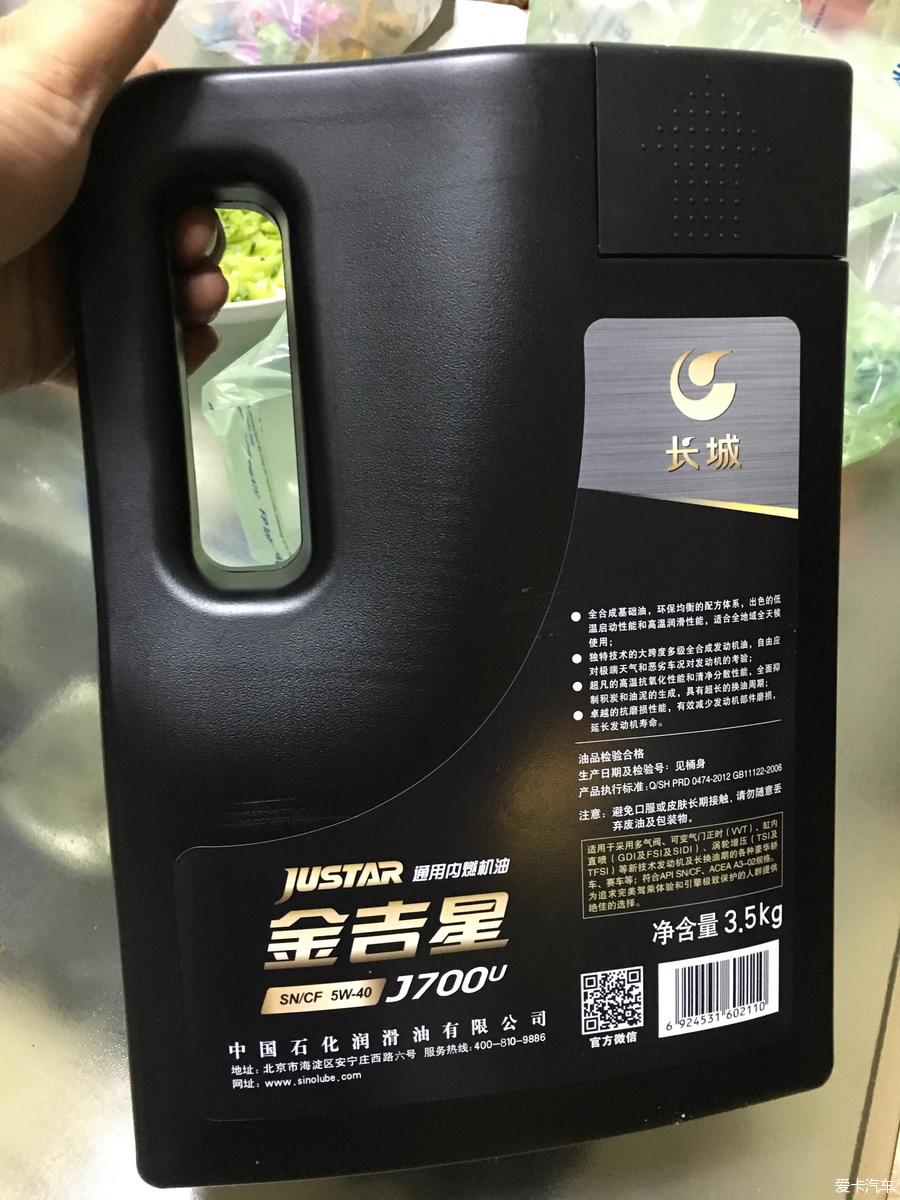 长城
全合成基础油，环保均衡的配方体系，出色的低
温启动性能和高温润滑性能，适合全地域全天候
使用；
独特技术的大跨度多级全合成发动机油，自由应
对极端天气和恶劣车况对发动机的考验；
超凡的高温抗氧化性能和清净分散性能，全面抑
制积炭和油泥的生成，具有超长的换油周期；
卓越的抗磨损性能，有效减少发动机部件磨损，
延长发动机寿命。
油品检验合格
生产日期及检验号：见桶身
产品执行标准：Q/SH PRD 0474-2012 GB11122-2006
注意：避免口服或皮肤长期接触，请勿随意丢
弃废油及包装物。
适用于采用多气阀、可变气门正时（VVT）、缸内
直喷（GDI及FSI及SIDI）、涡轮增压（TSI及
TFSI）等新技术发动机及长换油期的各种豪华轿
车、赛车等；符合API SN/CF、ACEA A3-02规格。
为追求完美驾乘体验和引擎极致保护的人群提供
绝佳的选择。
净含量 3.5kg
JUSTAR 通用内燃机油
金吉星
SN/CF 5W-40 J700U
官方微信
6 924531 602110
中国石化润滑油有限公司
地址：北京市海淀区安宁庄西路六号 服务热线：400-810-9886
网址：www.sinolube.com
爱卡汽车